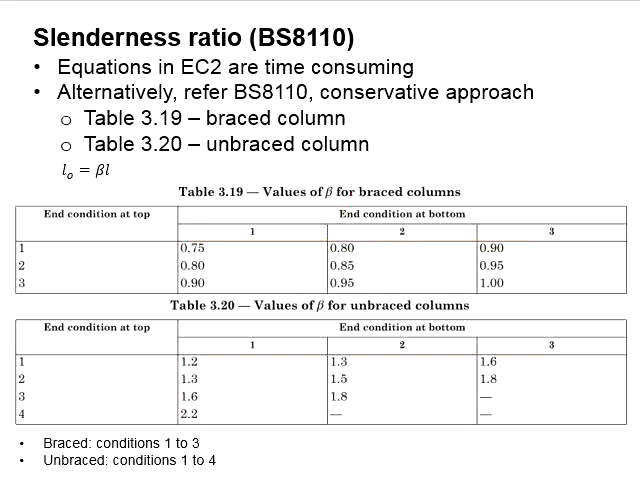 Slenderness ratio (BS8110)
• Equations in EC2 are time consuming
• Alternatively, refer BS8110, conservative approach
o Table 3.19 – braced column
o Table 3.20 – unbraced column
lₒ = βl
Table 3.19 — Values of β for braced columns
End condition at top End condition at bottom
1 2 3
1 0.75 0.80 0.90
2 0.80 0.85 0.95
3 0.90 0.95 1.00
Table 3.20 — Values of β for unbraced columns
End condition at top End condition at bottom
1 2 3
1 1.2 1.3 1.6
2 1.3 1.5 1.8
3 1.6 1.8 —
4 2.2 — —
• Braced: conditions 1 to 3
• Unbraced: conditions 1 to 4